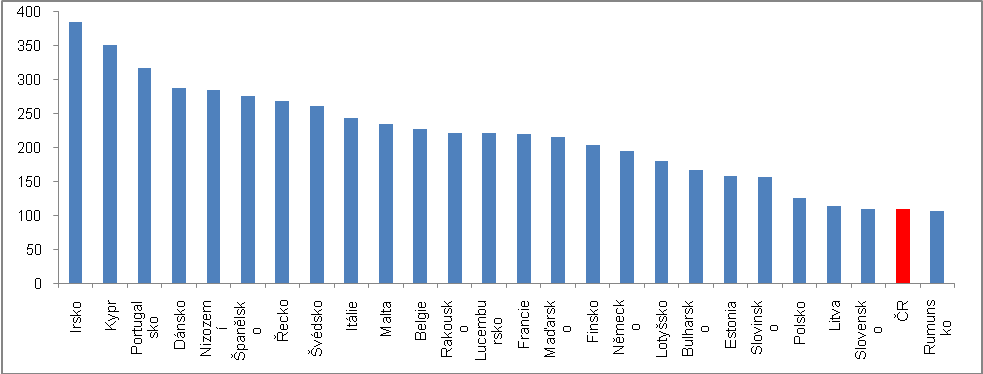 400
350
300
250
200
150
100
50
0
Irsko
Kypr
Portugal
sko
Dánsko
Nizozem
í
Španělsk
o
Řecko
Švédsko
Itálie
Malta
Belgie
Rakousk
o
Lucembu
rsko
Francie
Maďarsk
o
Finsko
Německ
o
Lotyšsko
Bulharsk
o
Estonia
Slovinsk
o
Polsko
Litva
Slovensk
o
ČR
Rumuns
ko